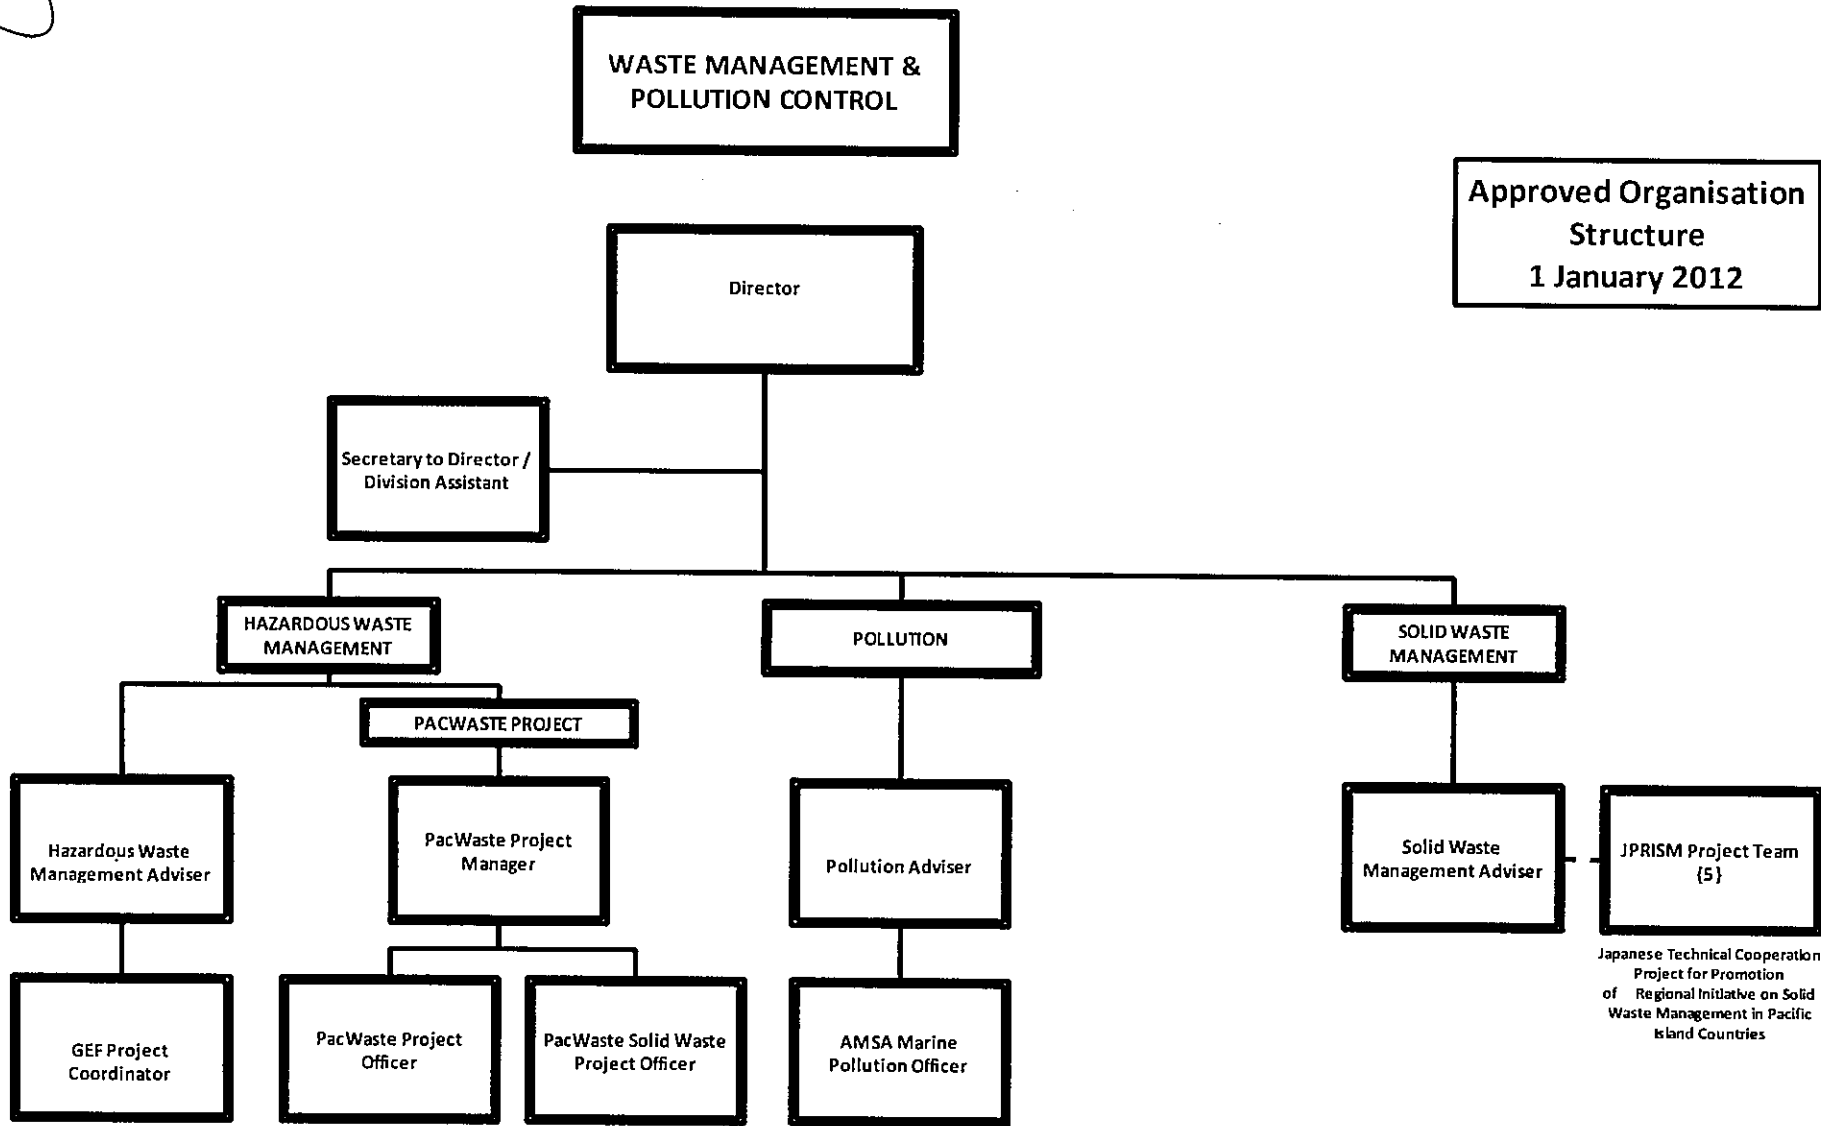 WASTE MANAGEMENT &
POLLUTION CONTROL
Approved Organisation
Structure
1 January 2012
Director
Secretary to Director /
Division Assistant
HAZARDOUS WASTE
MANAGEMENT
POLLUTION
SOLID WASTE
MANAGEMENT
PACWASTE PROJECT
Hazardous Waste
Management Adviser
PacWaste Project
Manager
Pollution Adviser
Solid Waste
Management Adviser
JPRISM Project Team
{5}
Japanese Technical Cooperation
Project for Promotion
of Regional Initiative on Solid
Waste Management in Pacific
Island Countries
GEF Project
Coordinator
PacWaste Project
Officer
PacWaste Solid Waste
Project Officer
AMSA Marine
Pollution Officer